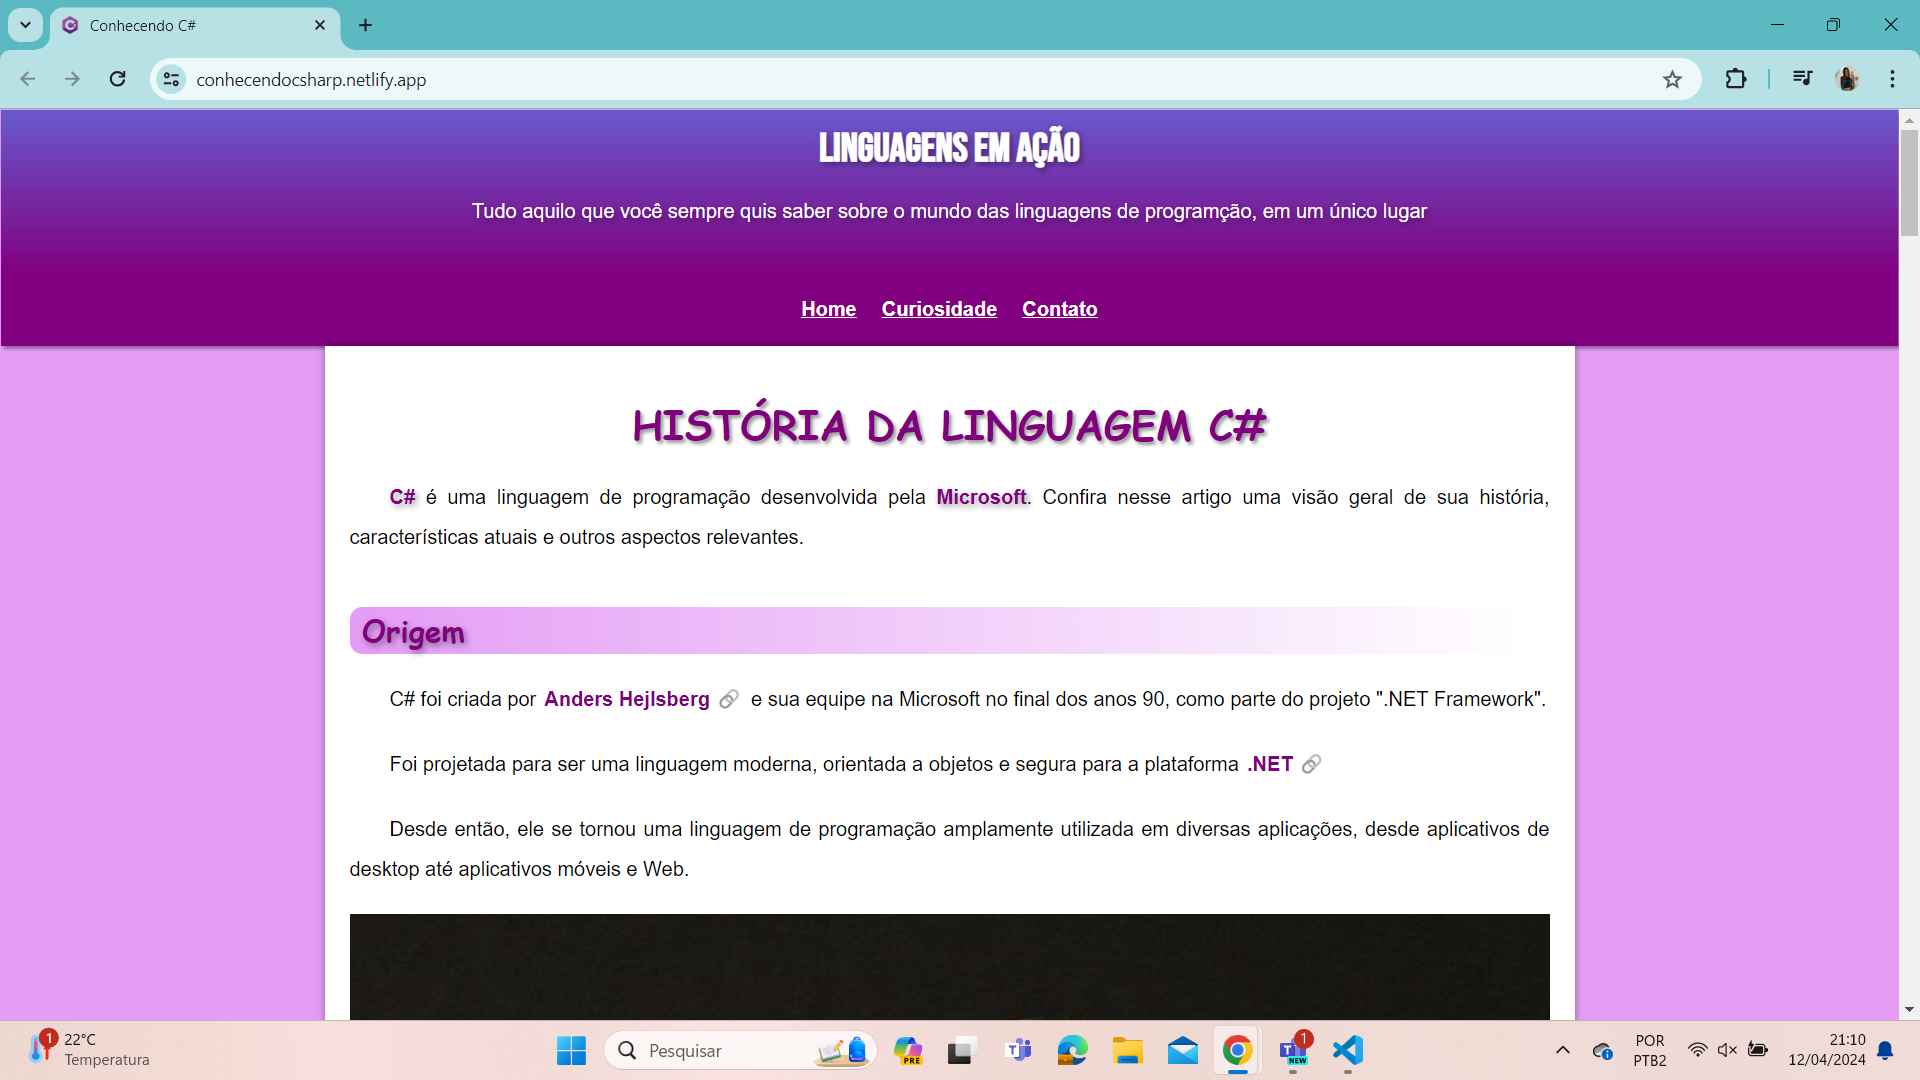 Conhecendo C#
conhecendocsharp.netlify.app
LINGUAGENS EM AÇÃO
Tudo aquilo que você sempre quis saber sobre o mundo das linguagens de programção, em um único lugar
Home Curiosidade Contato
HISTÓRIA DA LINGUAGEM C#
C# é uma linguagem de programação desenvolvida pela Microsoft. Confira nesse artigo uma visão geral de sua história,
características atuais e outros aspectos relevantes.
Origem
C# foi criada por Anders Hejlsberg e sua equipe na Microsoft no final dos anos 90, como parte do projeto ".NET Framework".
Foi projetada para ser uma linguagem moderna, orientada a objetos e segura para a plataforma .NET
Desde então, ele se tornou uma linguagem de programação amplamente utilizada em diversas aplicações, desde aplicativos de
desktop até aplicativos móveis e Web.
1
22°C
Temperatura
Pesquisar
PRE
1
NEW
POR
PTB2
21:10
12/04/2024